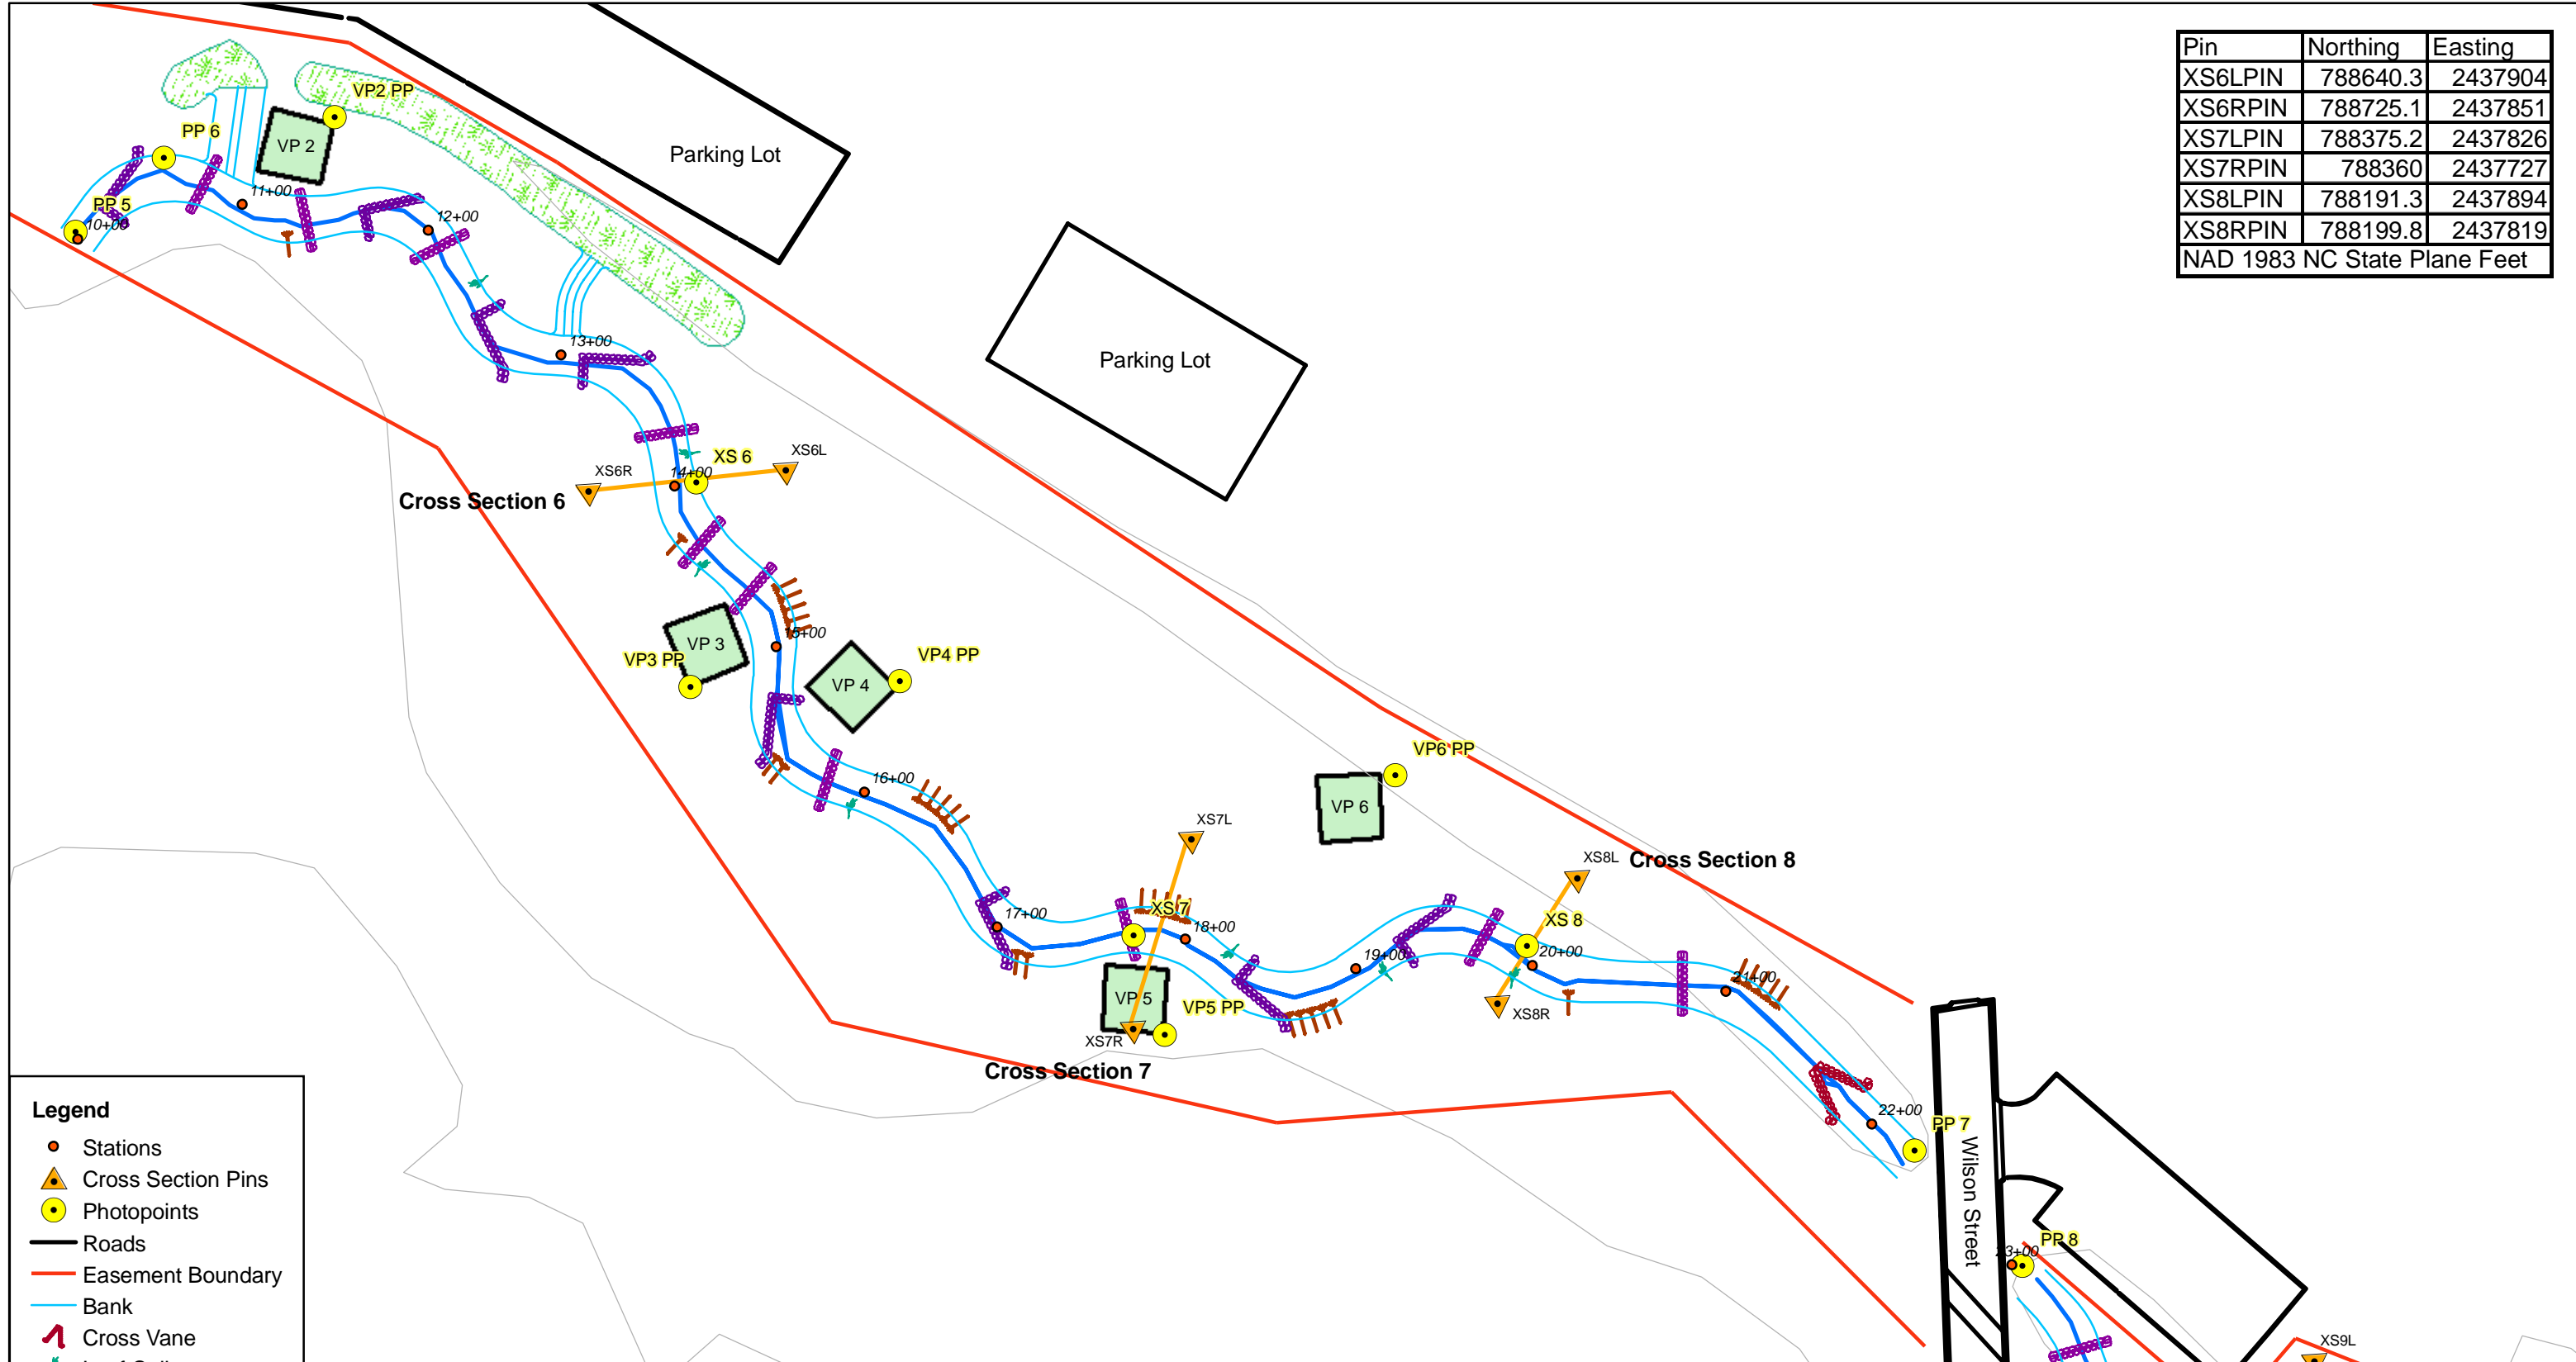 Pin Northing Easting
XS6LPIN 788640.3 2437904
XS6RPIN 788725.1 2437851
XS7LPIN 788375.2 2437826
XS7RPIN 788360 2437727
XS8LPIN 788191.3 2437894
XS8RPIN 788199.8 2437819
NAD 1983 NC State Plane Feet
VP2 PP
PP 6
VP 2
Parking Lot
11+00
PP 5
10+00
12+00
13+00
Parking Lot
XS 6
XS6L
XS6R
14+00
Cross Section 6
15+00
VP 3
VP3 PP
VP4 PP
VP 4
VP6 PP
16+00
VP 6
XS7L
XS8L
Cross Section 8
17+00
XS 7
18+00
XS 8
19+00
20+00
21+00
VP 5
VP5 PP
XS8R
XS7R
Cross Section 7
22+00
PP 7
Wilson Street
PP 8
23+00
XS9L
Legend
Stations
Cross Section Pins
Photopoints
Roads
Easement Boundary
Bank
Cross Vane